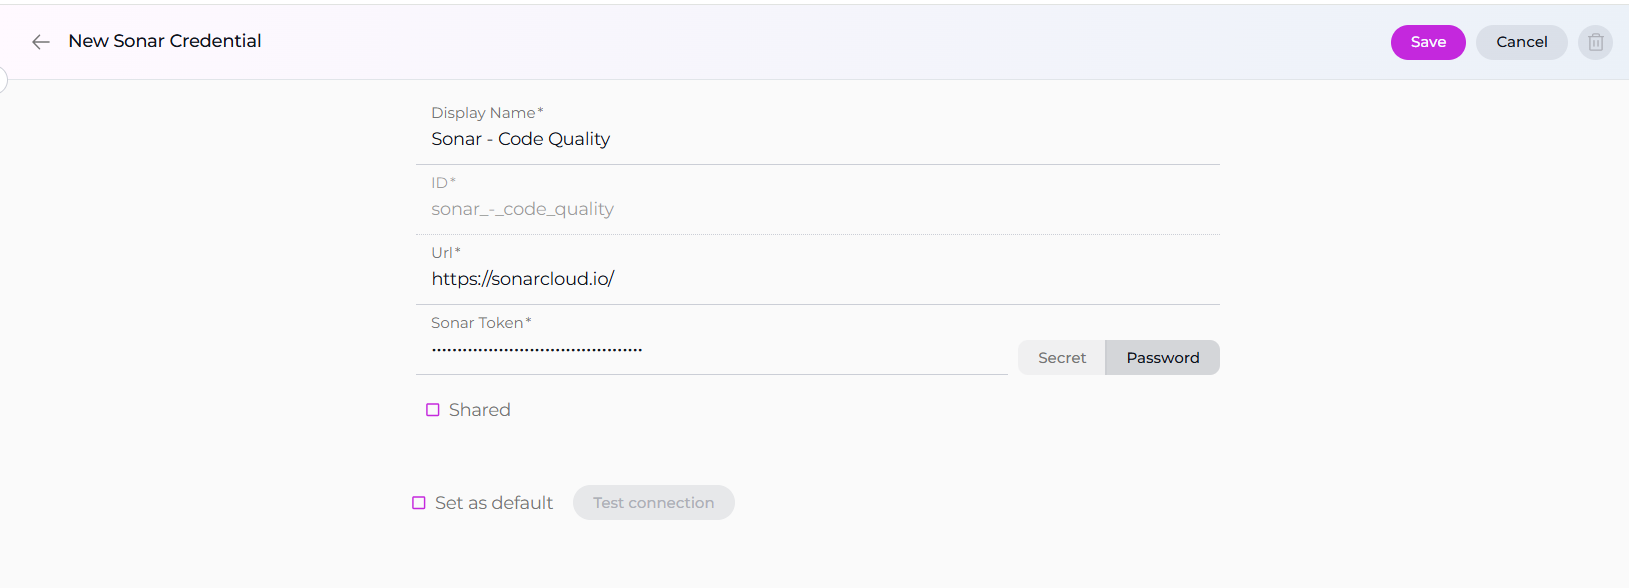 New Sonar Credential
Save
Cancel
Display Name*
Sonar - Code Quality
ID*
sonar_-_code_quality
Url*
https://sonarcloud.io/
Sonar Token*
••••••••••••••••••••••••••••••••••••••••
Secret
Password
Shared
Set as default
Test connection